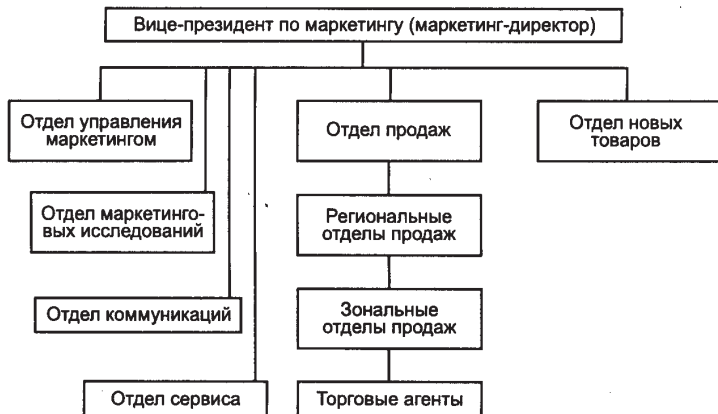 Вице-президент по маркетингу (маркетинг-директор)
Отдел управления
маркетингом
Отдел продаж
Отдел новых
товаров
Отдел маркетинго-
вых исследований
Региональные
отделы продаж
Отдел коммуникаций
Зональные
отделы продаж
Отдел сервиса
Торговые агенты